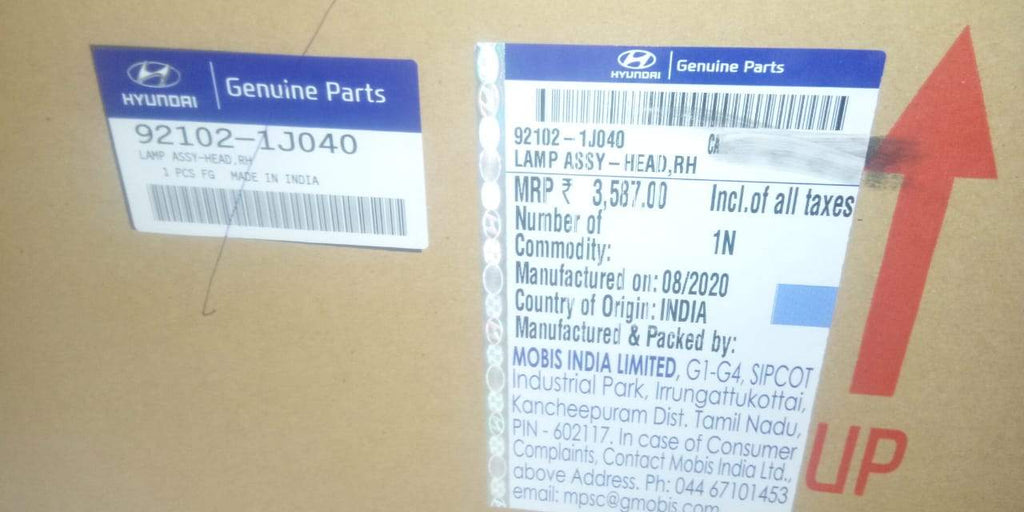 HYUNDAI
Genuine Parts
92102-1J040
LAMP ASSY-HEAD,RH
1 PCS FG MADE IN INDIA
HYUNDAI
Genuine Parts
92102-1J040
LAMP ASSY-HEAD,RH
MRP ₹ 3,587.00 Incl.of all taxes
Number of
Commodity: 1N
Manufactured on: 08/2020
Country of Origin: INDIA
Manufactured & Packed by:
MOBIS INDIA LIMITED, G1-G4, SIPCOT
Industrial Park, Irrungattukottai,
Kancheepuram Dist. Tamil Nadu,
PIN - 602117. In case of Consumer
Complaints, Contact Mobis India Ltd.,
above Address. Ph: 044 67101453
email: mpsc@gmobis.com
UP